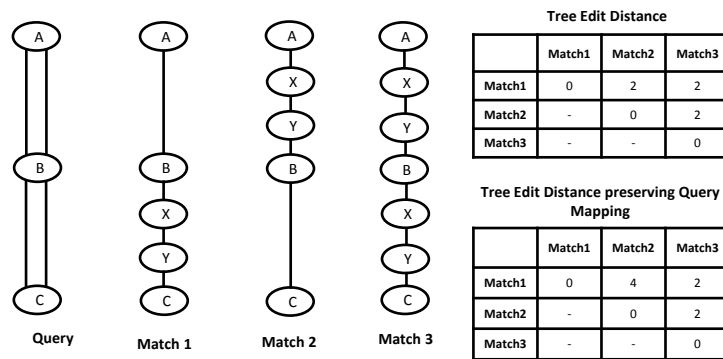 A
B
C
Query
A
B
X
Y
C
Match 1
A
X
Y
B
C
Match 2
A
X
Y
B
X
Y
C
Match 3
Tree Edit Distance
Match1 Match2 Match3
Match1 0 2 2
Match2 - 0 2
Match3 - - 0
Tree Edit Distance preserving Query
Mapping
Match1 Match2 Match3
Match1 0 4 2
Match2 - 0 2
Match3 - - 0